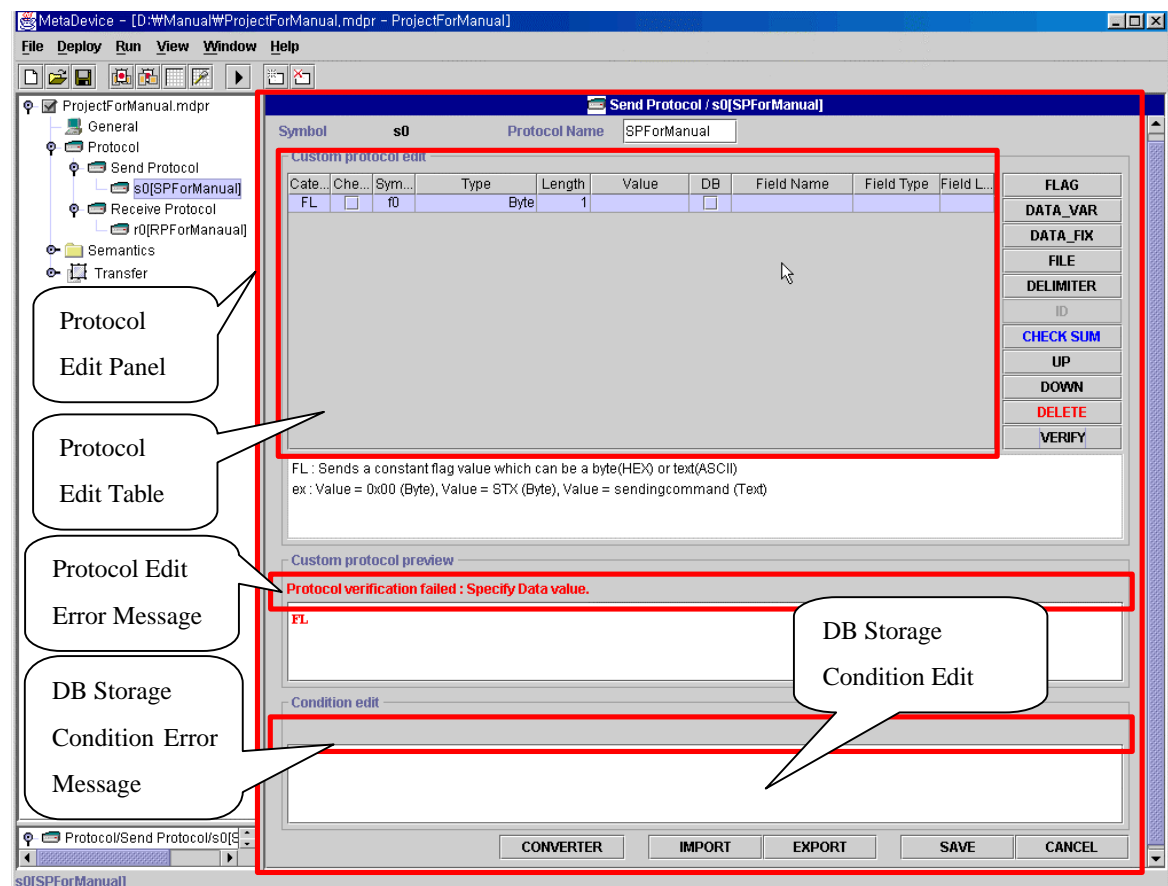 MetaDevice - [D:₩Manual₩ProjectForManual,mdpr - ProjectForManual]
File Deploy Run View Window Help
ProjectForManual.mdpr
General
Protocol
Send Protocol
s0[SPForManual]
Receive Protocol
r0[RPForManaual]
Semantics
Transfer
Protocol
Edit Panel
Protocol
Edit Table
Protocol Edit
Error Message
DB Storage
Condition Error
Message
Protocol/Send Protocol/s0[S
s0[SPForManual]
Send Protocol / s0[SPForManual]
Symbol s0 Protocol Name SPForManual
Custom protocol edit
Cate... Che... Sym... Type Length Value DB Field Name Field Type Field L...
FL f0 Byte 1
FLAG
DATA_VAR
DATA_FIX
FILE
DELIMITER
ID
CHECK SUM
UP
DOWN
DELETE
VERIFY
FL : Sends a constant flag value which can be a byte(HEX) or text(ASCII)
ex : Value = 0x00 (Byte), Value = STX (Byte), Value = sendingcommand (Text)
Custom protocol preview
Protocol verification failed : Specify Data value.
FL
DB Storage
Condition Edit
Condition edit
CONVERTER IMPORT EXPORT SAVE CANCEL